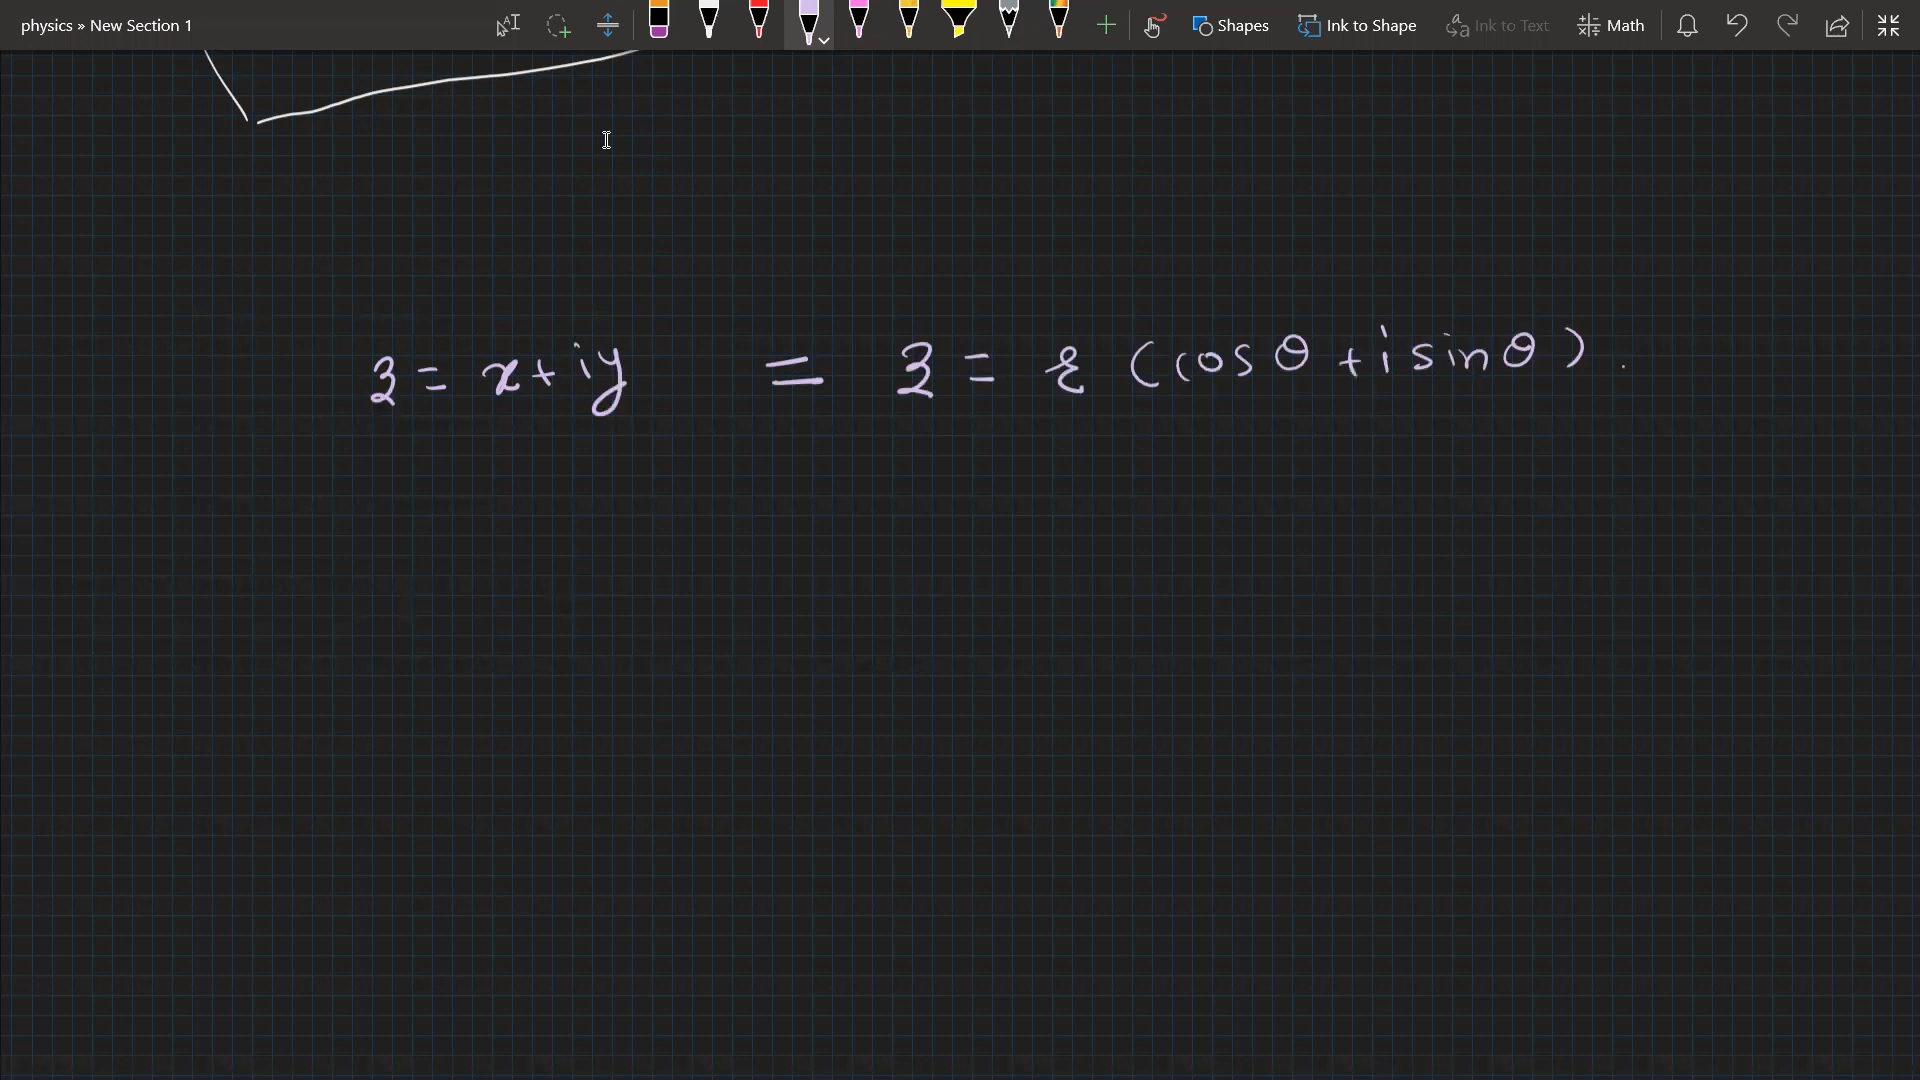 physics » New Section 1
Shapes
Ink to Shape
Ink to Text
Math
z = x + iy = z = r (cos θ + i sin θ)